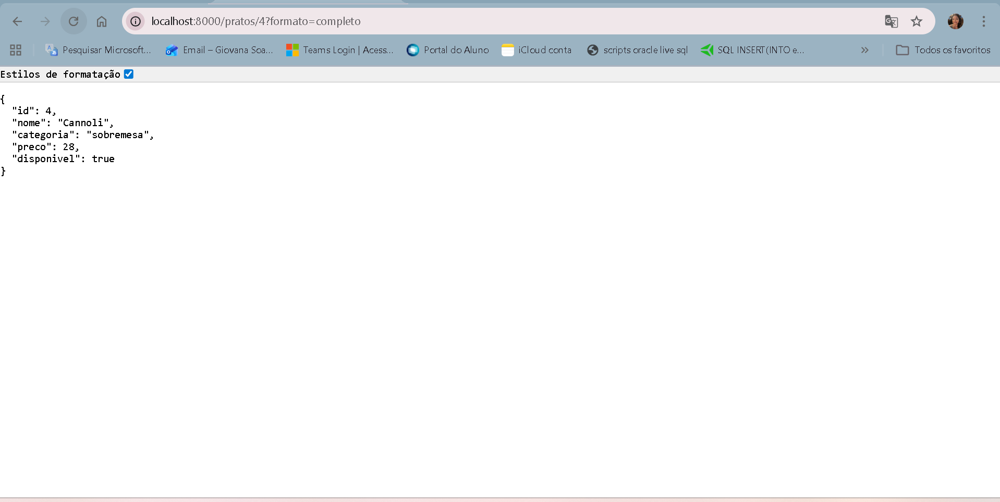 localhost:8000/pratos/4?formato=completo
Pesquisar Microsoft... Email – Giovana Soa... Teams Login | Acess... Portal do Aluno iCloud conta scripts oracle live sql SQL INSERT(INTO e... » Todos os favoritos
Estilos de formatação
{
"id": 4,
"nome": "Cannoli",
"categoria": "sobremesa",
"preco": 28,
"disponivel": true
}